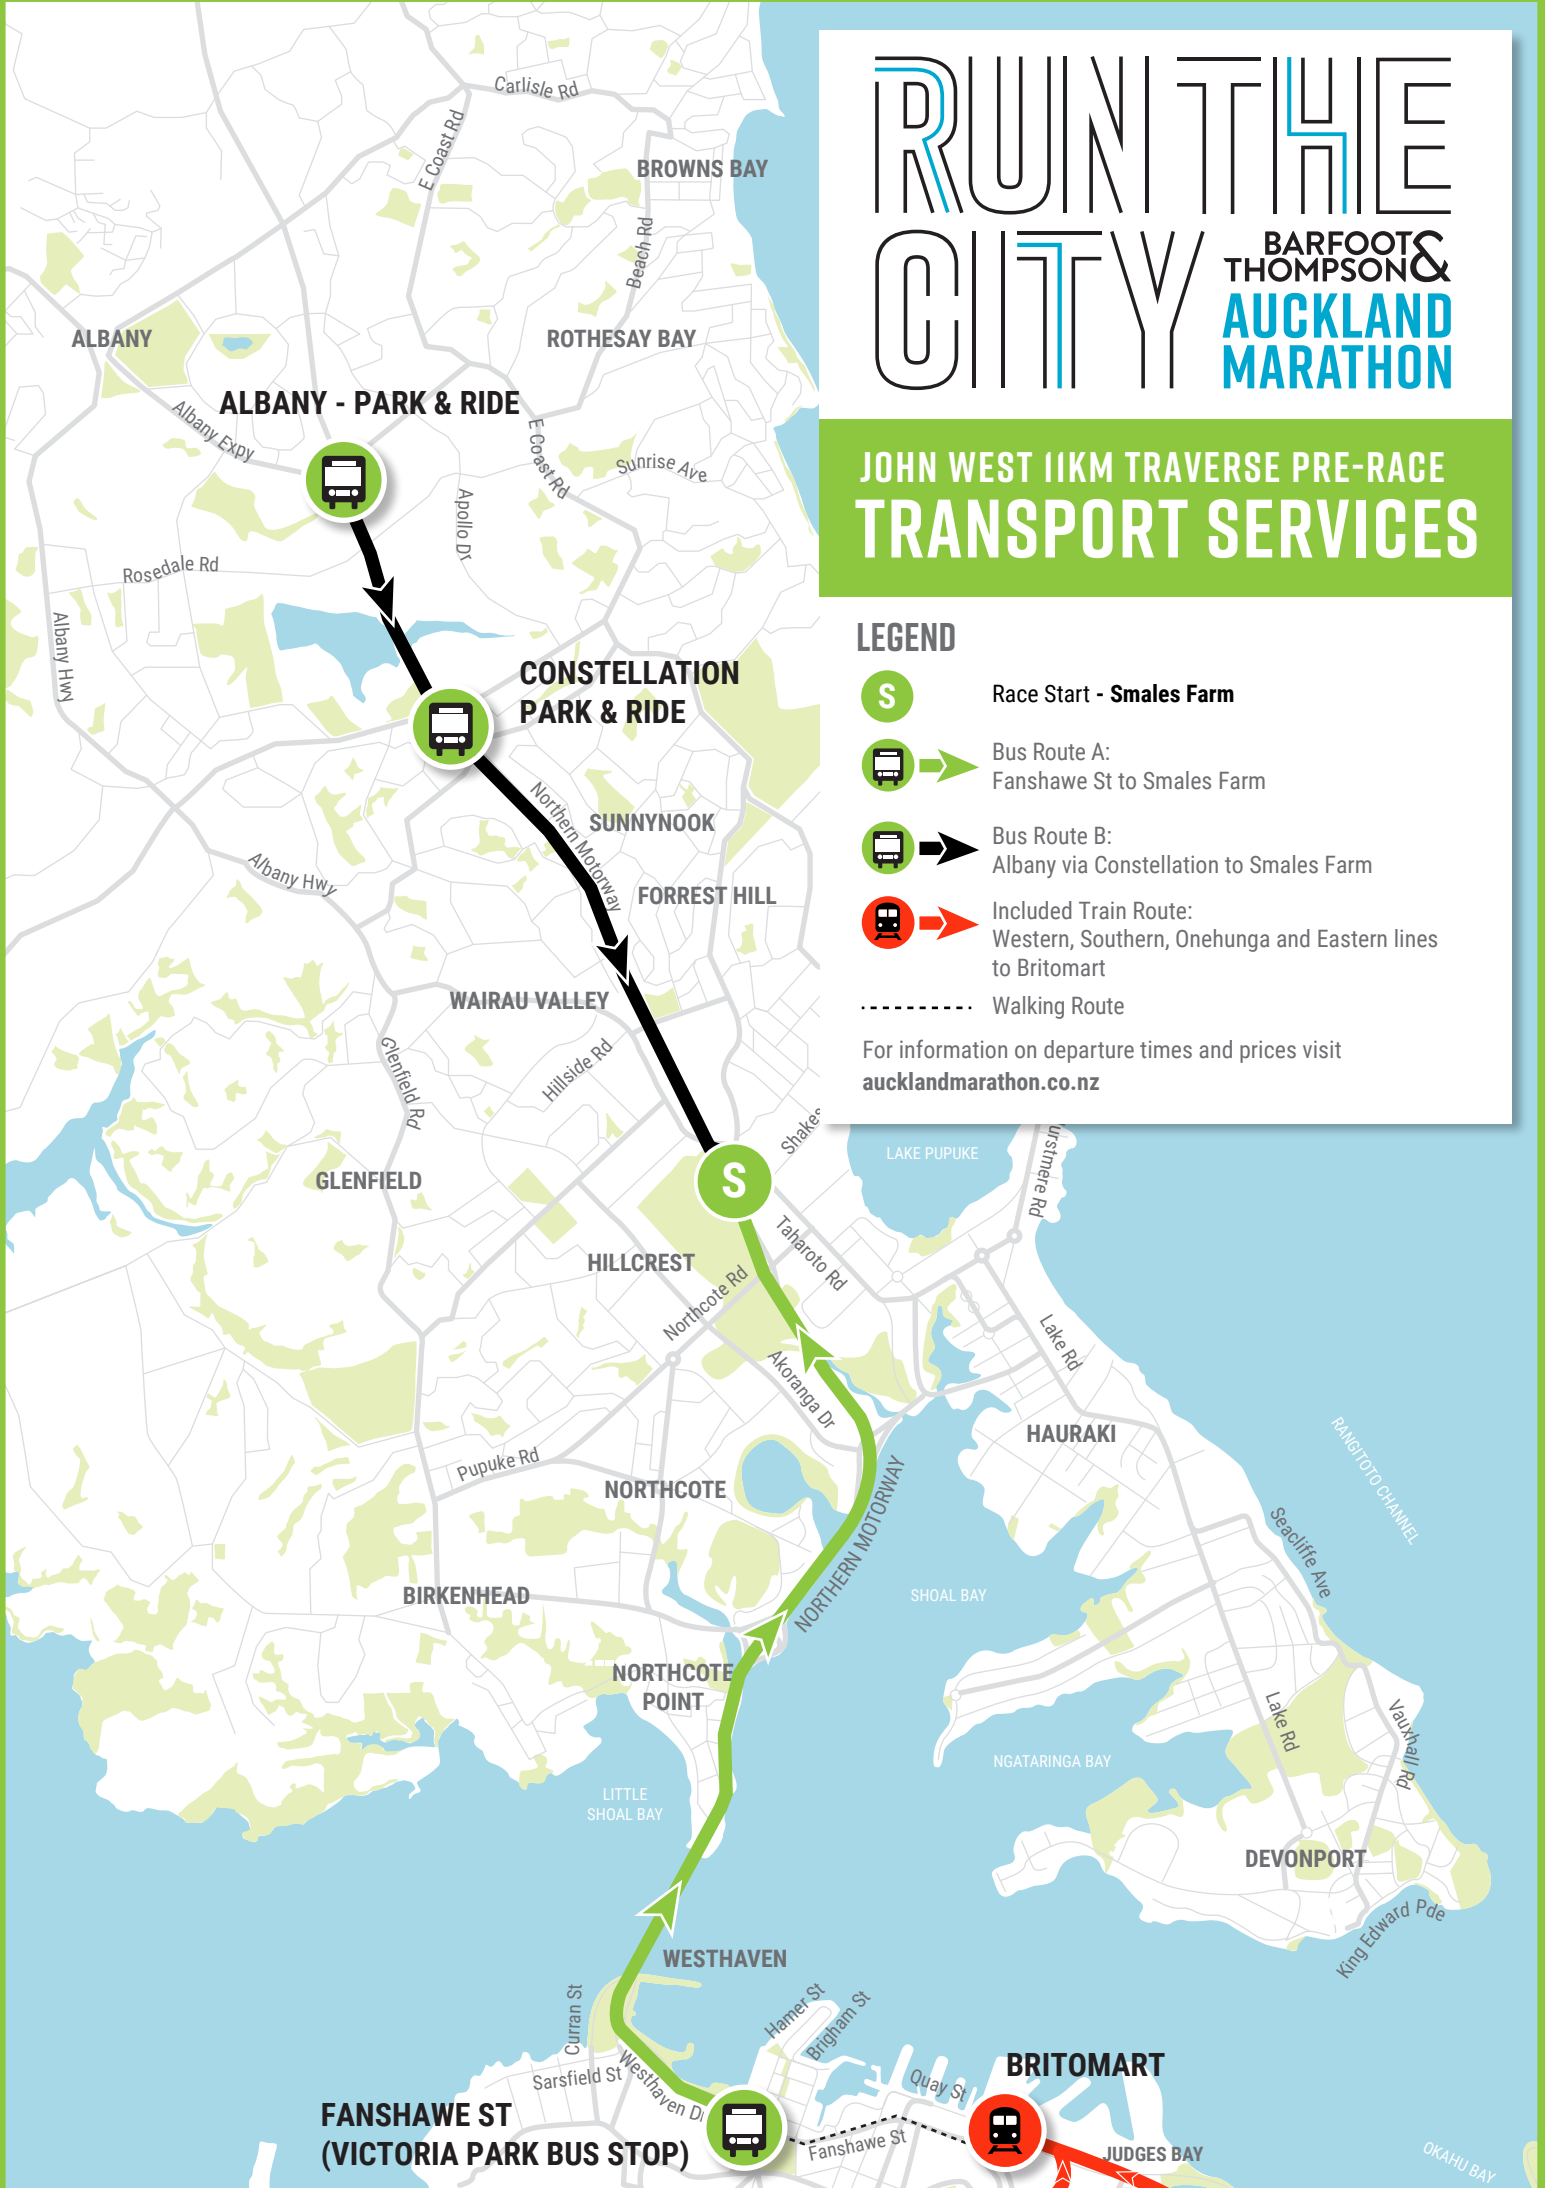 RUN THE
CITY
BARFOOT &
THOMPSON
AUCKLAND
MARATHON
JOHN WEST 11KM TRAVERSE PRE-RACE
TRANSPORT SERVICES
LEGEND
S
Race Start - Smales Farm
Bus Route A:
Fanshawe St to Smales Farm
Bus Route B:
Albany via Constellation to Smales Farm
Included Train Route:
Western, Southern, Onehunga and Eastern lines
to Britomart
Walking Route
For information on departure times and prices visit
aucklandmarathon.co.nz
Carlisle Rd
E Coast Rd
BROWNS BAY
Beach Rd
ALBANY
ROTHESAY BAY
ALBANY - PARK & RIDE
Albany Expy
E Coast Rd
Sunrise Ave
Apollo Dr
Rosedale Rd
Albany Hwy
CONSTELLATION
PARK & RIDE
Northern Motorway
SUNNYNOOK
Albany Hwy
FORREST HILL
WAIRAU VALLEY
Glenfield Rd
Hillside Rd
Shakes
LAKE PUPUKE
urstmere Rd
GLENFIELD
S
HILLCREST
Taharoto Rd
Northcote Rd
Lake Rd
Akoranga Dr
HAURAKI
RANGITOTO CHANNEL
Pupuke Rd
NORTHCOTE
NORTHERN MOTORWAY
Seacliffe Ave
BIRKENHEAD
SHOAL BAY
NORTHCOTE
POINT
Lake Rd
Vauxhall Rd
NGATARINGA BAY
LITTLE
SHOAL BAY
DEVONPORT
King Edward Pde
WESTHAVEN
Curran St
Hamer St
Brigham St
Sarsfield St
Westhaven Dr
Quay St
BRITOMART
FANSHAWE ST
(VICTORIA PARK BUS STOP)
Fanshawe St
JUDGES BAY
OKAHU BAY